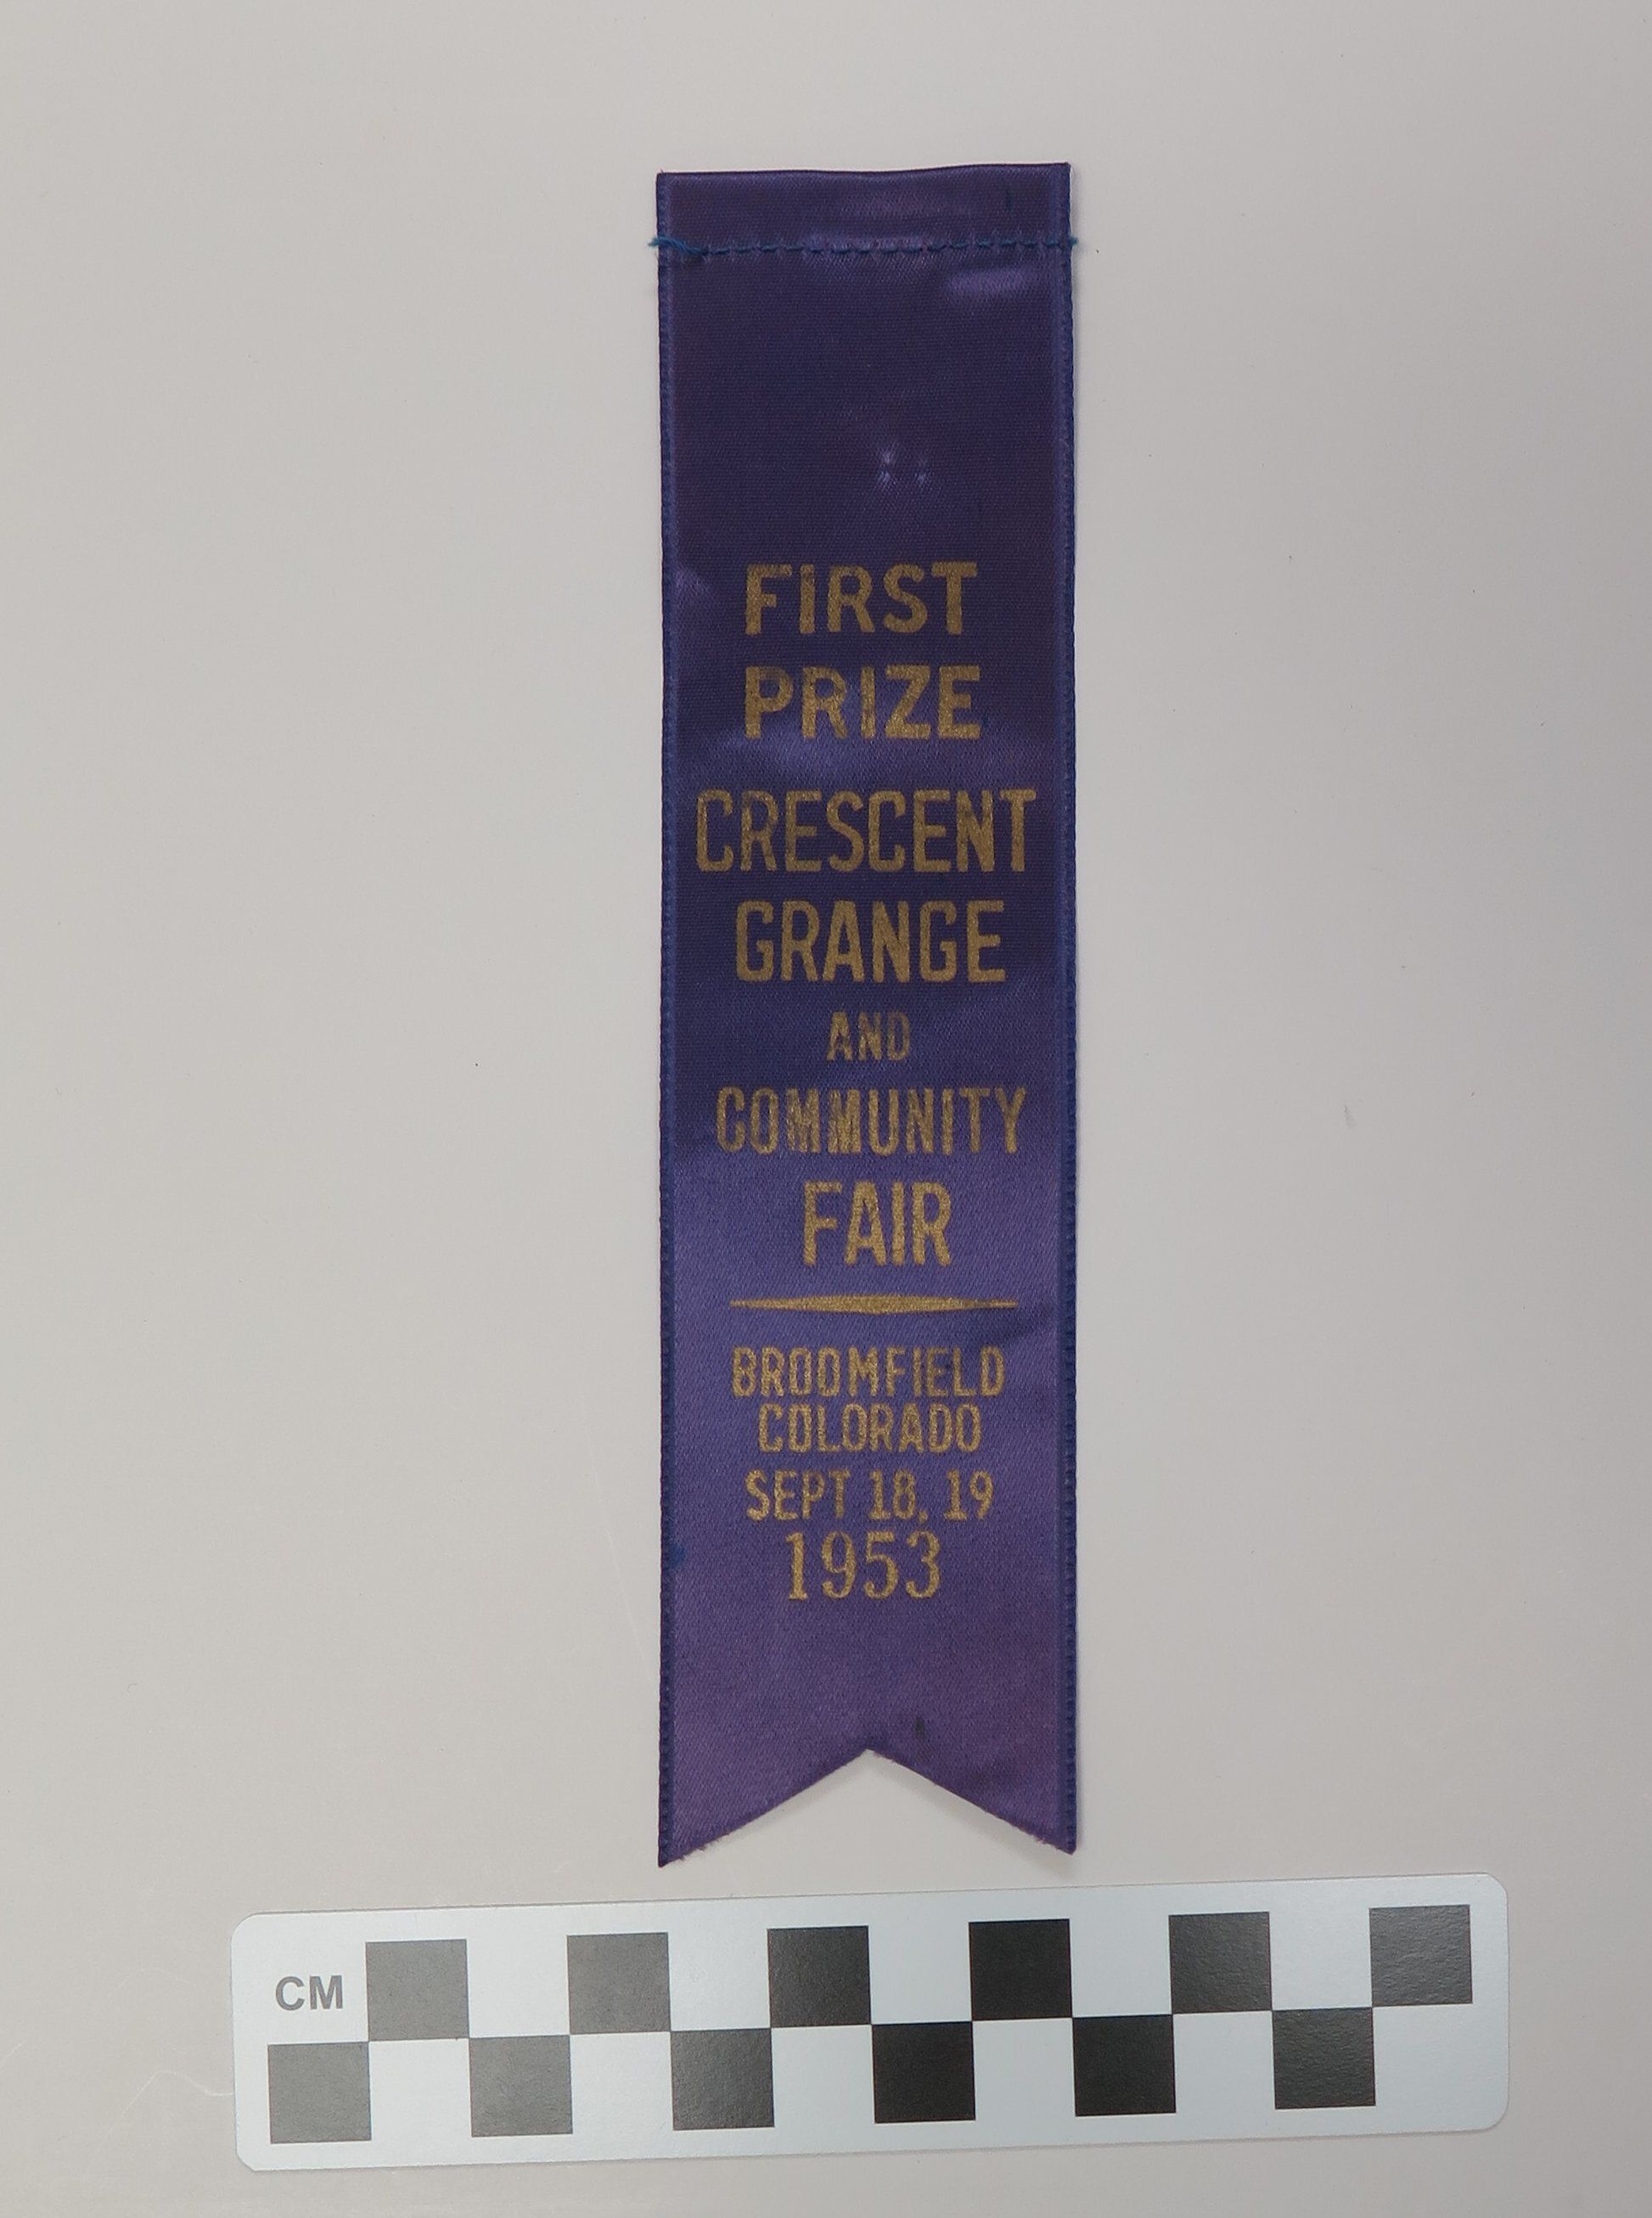 FIRST
PRIZE
CRESCENT
GRANGE
AND
COMMUNITY
FAIR
BROOMFIELD
COLORADO
SEPT 18, 19
1953
CM